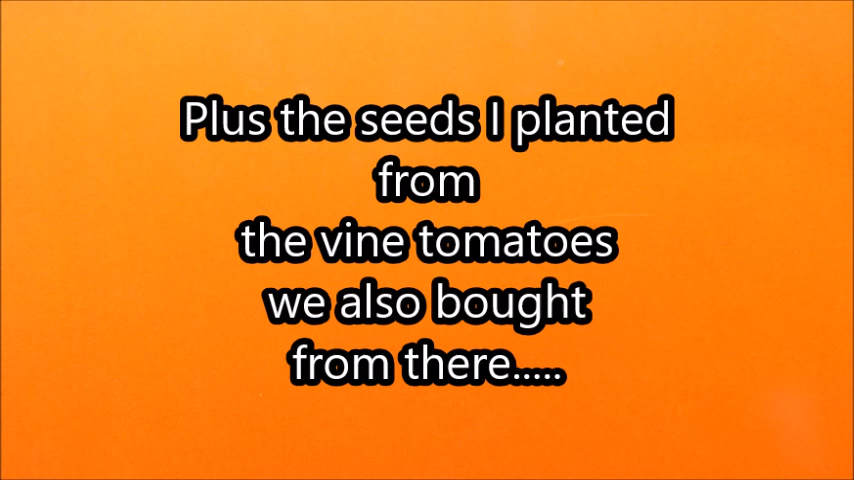 Plus the seeds I planted
from
the vine tomatoes
we also bought
from there.....